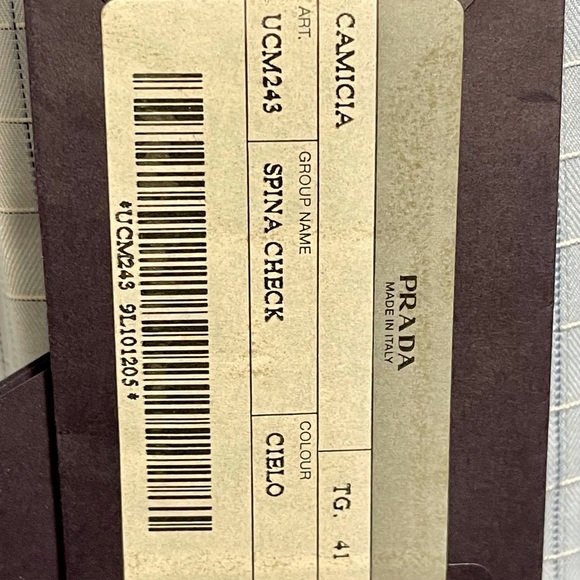 PRADA
MADE IN ITALY
CAMICIA TG. 41
ART. GROUP NAME COLOUR
UCM243 SPINA CHECK CIELO
*UCM243 9L101205*